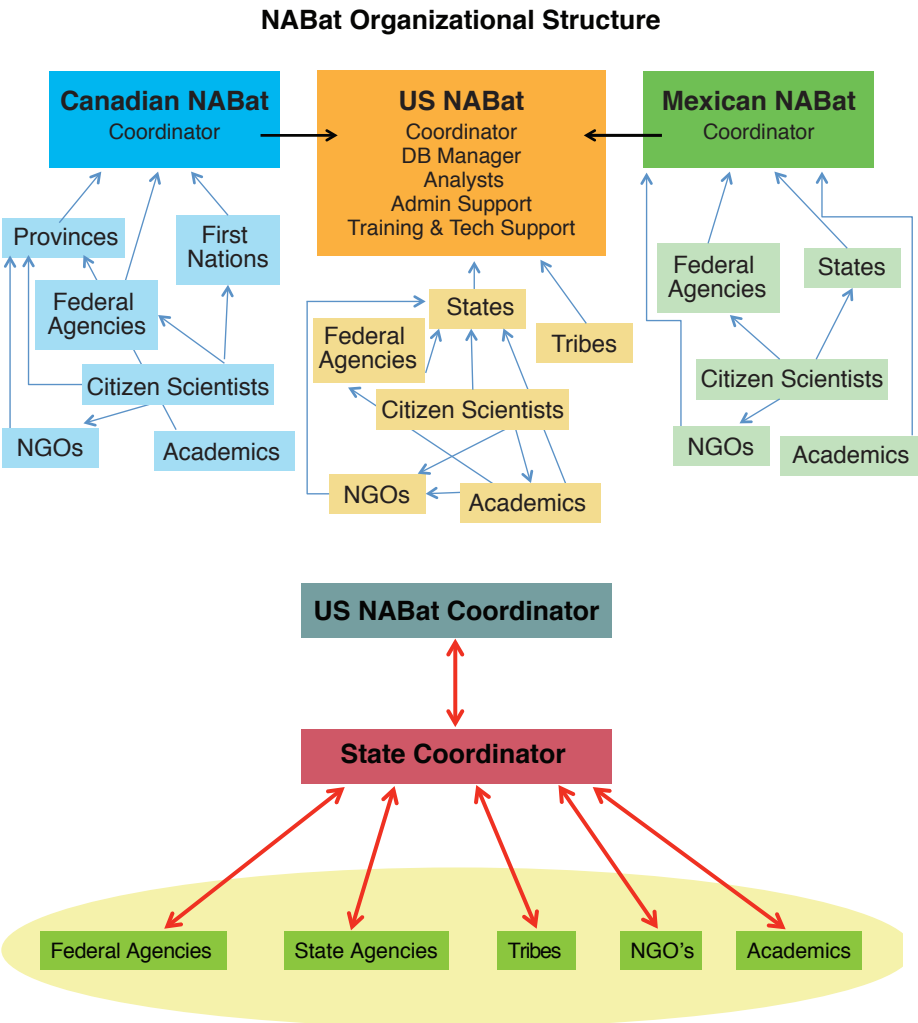 NABat Organizational Structure
Canadian NABat
Coordinator
US NABat
Coordinator
DB Manager
Analysts
Admin Support
Training & Tech Support
Mexican NABat
Coordinator
Provinces
First
Nations
Federal
Agencies
Citizen Scientists
NGOs
Academics
States
Federal
Agencies
Tribes
Citizen Scientists
NGOs
Academics
Federal
Agencies
States
Citizen Scientists
NGOs
Academics
US NABat Coordinator
State Coordinator
Federal Agencies
State Agencies
Tribes
NGO's
Academics